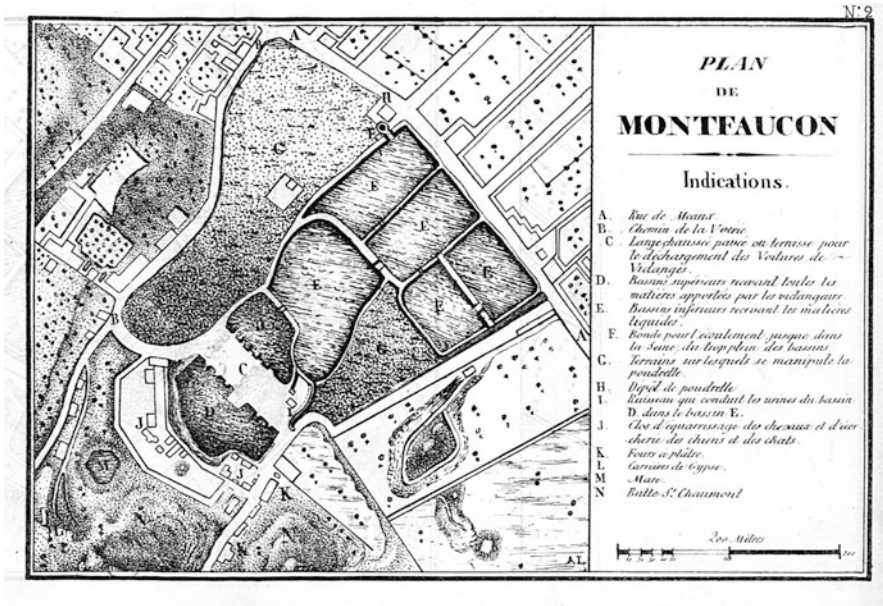 N.º 2
PLAN
DE
MONTFAUCON
Indications.
A. Rue de Meaux
B. Chemin de la Voirie
C Large chaussée pavée en terrasse pour
le déchargement des Voitures de
Vidanges.
D. Bassins supérieurs recevant toutes les
matières apportées par les vidangeurs
E. Bassins inférieurs recevant les matières
liquides.
F. Bonde pour l'écoulement jusque dans
la Seine, du trop plein des bassins.
G. Terrains sur lesquels se manipule la
poudrette
H. Dépôt de poudrette
I. Ruisseau qui conduit les urines du bassin
D. dans le bassin E.
J. Clos d'équarrissage des chevaux et d'écor
cherie des chiens et des chats.
K. Fours à plâtre.
L Carrières de Gypse.
M Mare
N Butte St. Chaumont
200 Mètres
200
A
B
H
F
G
E
E
E
E
E
A
B
D
C
D
J
K
N
N
K
AL